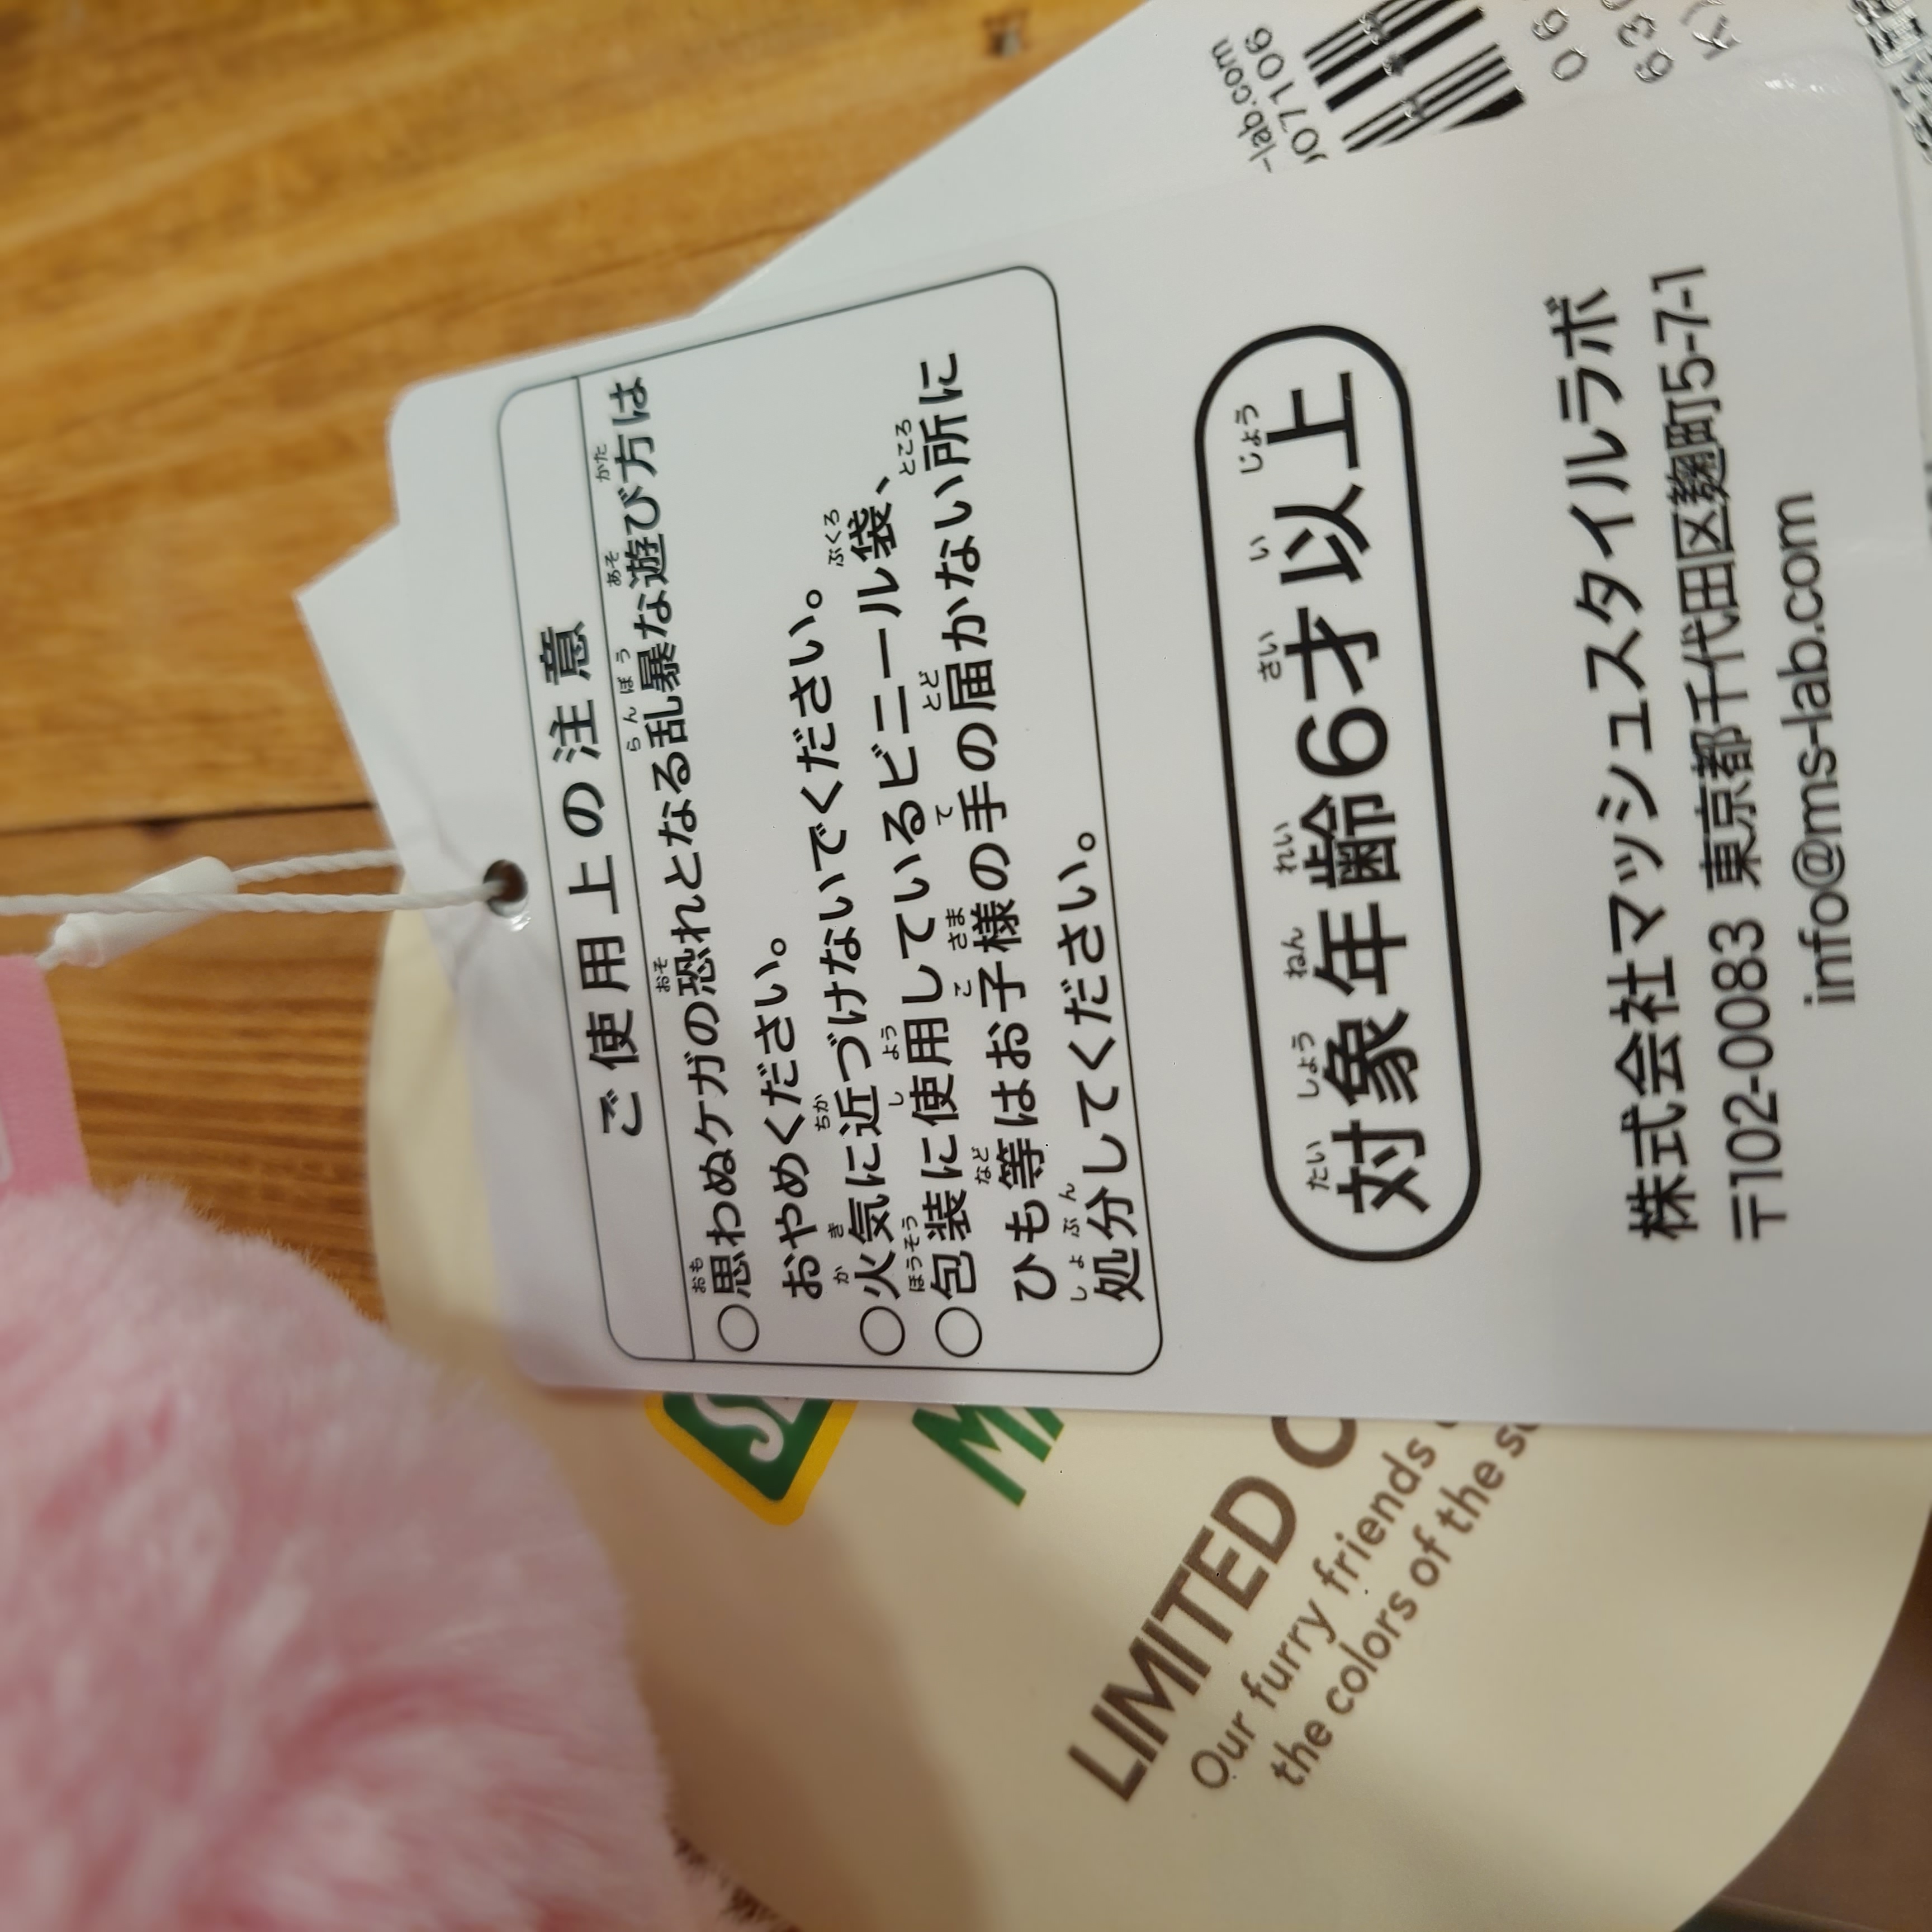 ご使用上の注意
○思わぬケガの恐れとなる乱暴な遊び方は
おやめください。
○火気に近づけないでください。
○包装に使用しているビニール袋、
ひも等はお子様の手の届かない所に
処分してください。
対象年齢6才以上
株式会社マッシュスタイルラボ
〒102-0083 東京都千代田区麹町5-7-1
info@ms-lab.com
-lab.com
07106
LIMITED
Our furry friends
the colors of the